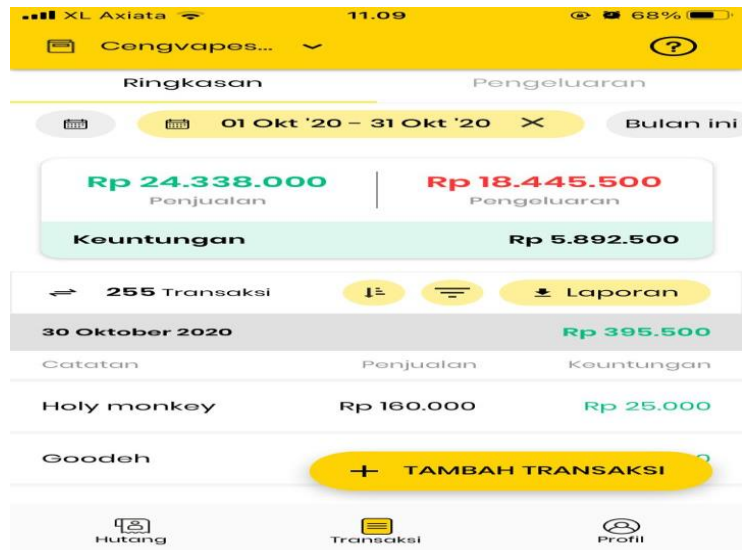 XL Axiata 11.09 68%
Cengvapes...
Ringkasan Pengeluaran
01 Okt '20 – 31 Okt '20 Bulan ini
Rp 24.338.000 Rp 18.445.500
Penjualan Pengeluaran
Keuntungan Rp 5.892.500
255 Transaksi Laporan
30 Oktober 2020 Rp 395.500
Catatan Penjualan Keuntungan
Holy monkey Rp 160.000 Rp 25.000
Goodeh
+ TAMBAH TRANSAKSI
Hutang Transaksi Profil